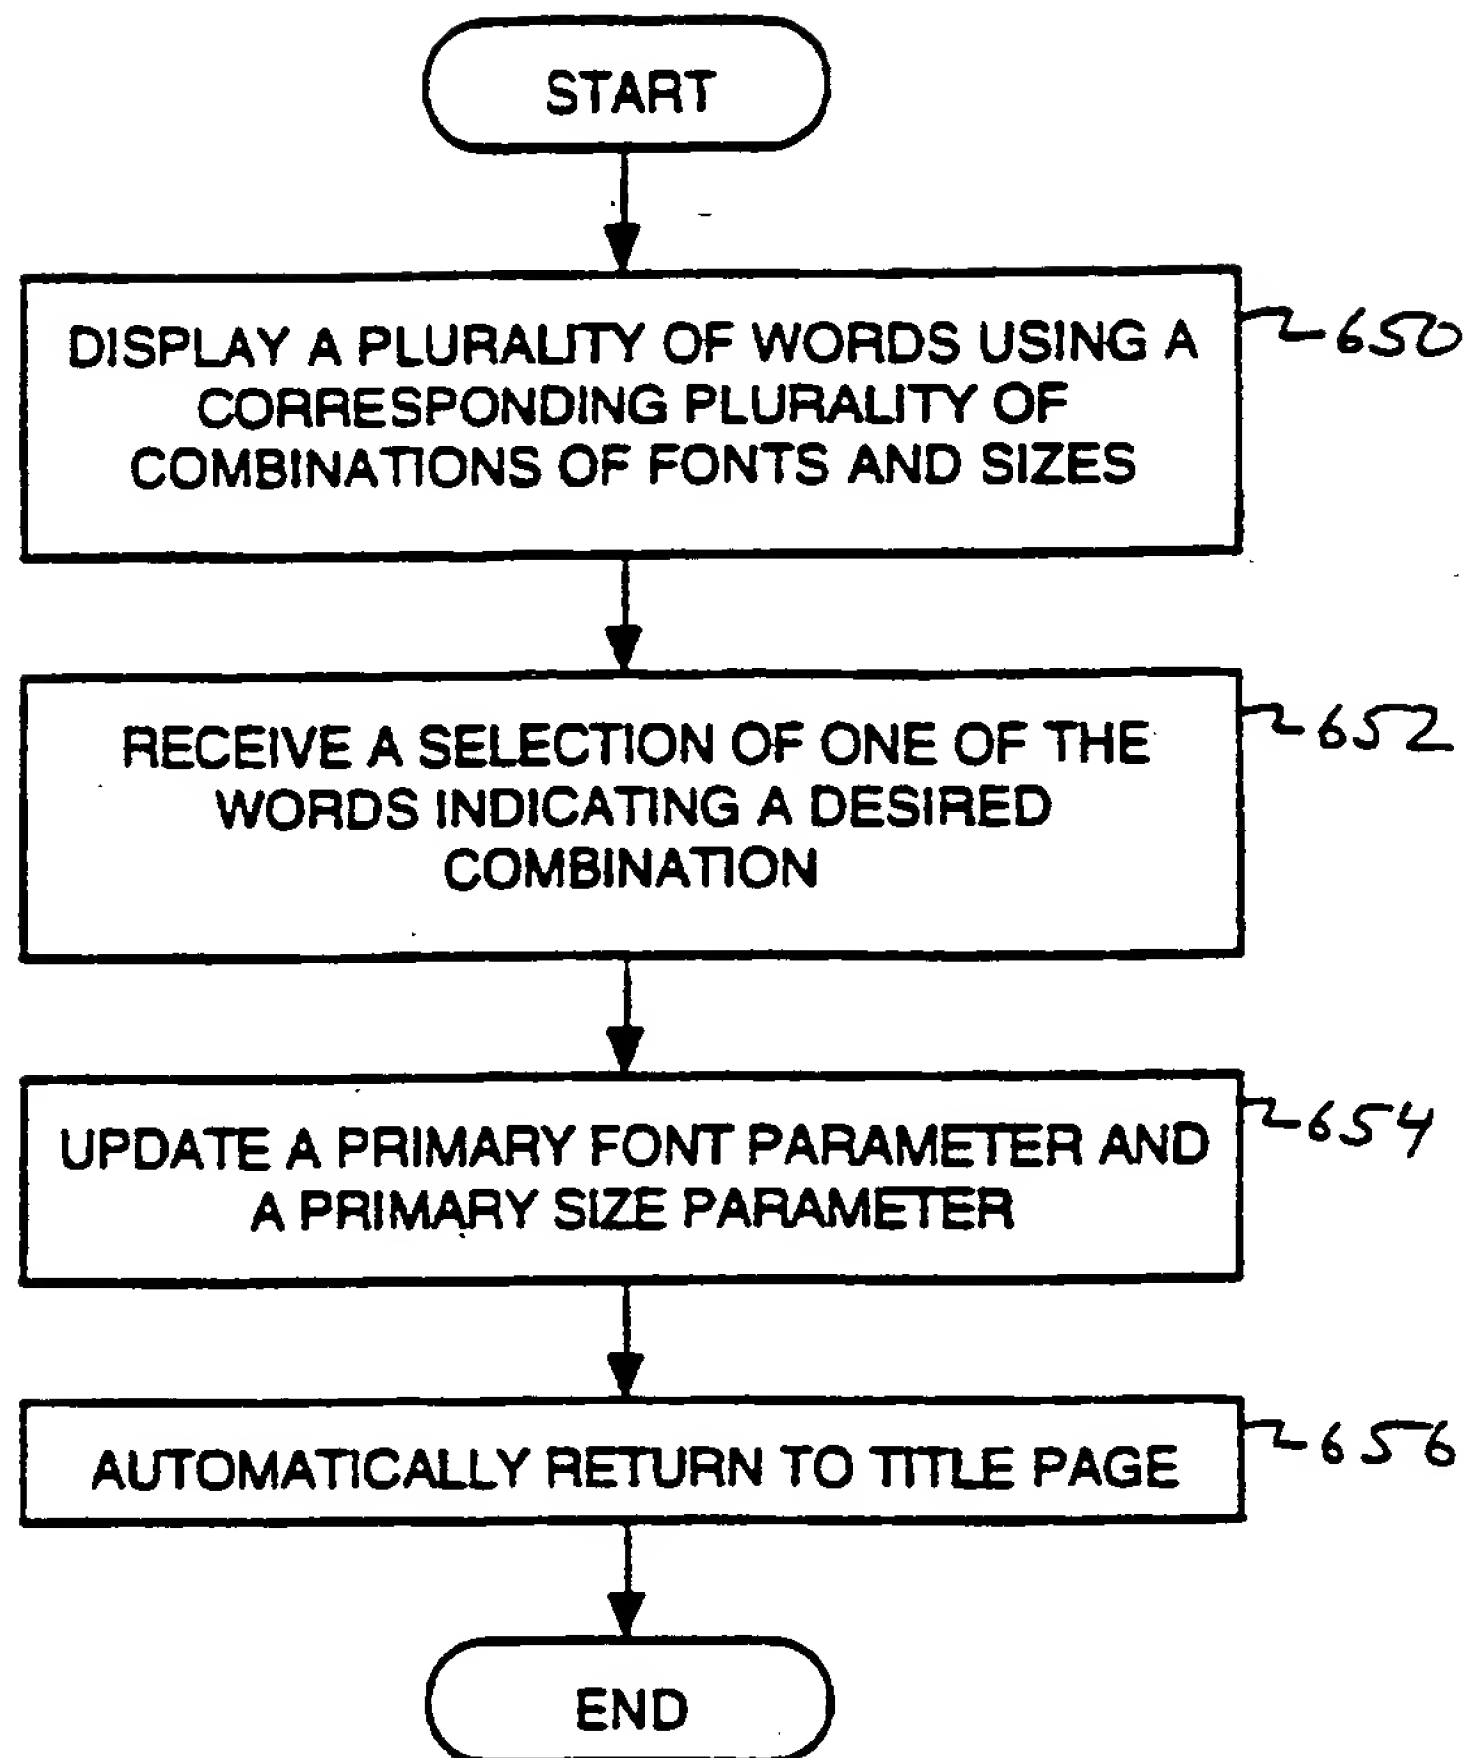 START
DISPLAY A PLURALITY OF WORDS USING A
CORRESPONDING PLURALITY OF
COMBINATIONS OF FONTS AND SIZES
650
RECEIVE A SELECTION OF ONE OF THE
WORDS INDICATING A DESIRED
COMBINATION
652
UPDATE A PRIMARY FONT PARAMETER AND
A PRIMARY SIZE PARAMETER
654
AUTOMATICALLY RETURN TO TITLE PAGE
656
END